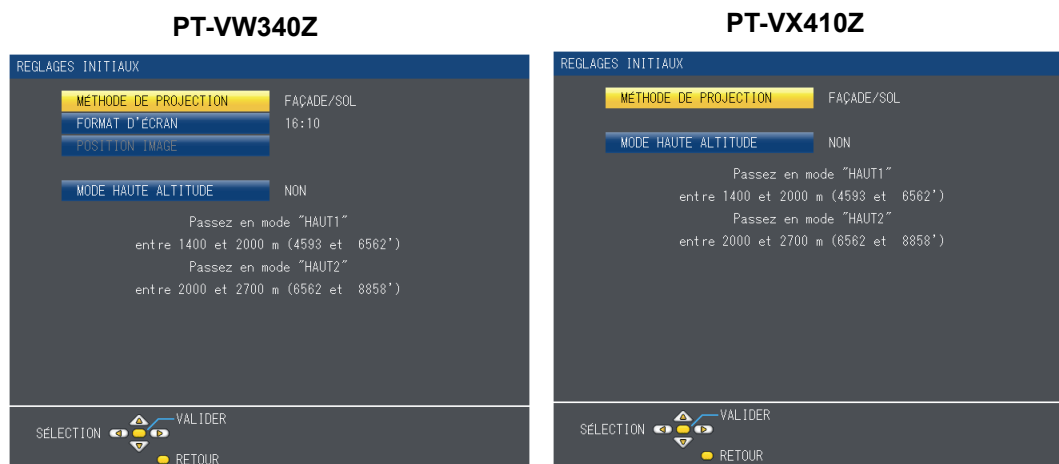 PT-VW340Z
REGLAGES INITIAUX
MÉTHODE DE PROJECTION FAÇADE/SOL
FORMAT D'ÉCRAN 16:10
POSITION IMAGE
MODE HAUTE ALTITUDE NON
Passez en mode "HAUT1"
entre 1400 et 2000 m (4593 et 6562')
Passez en mode "HAUT2"
entre 2000 et 2700 m (6562 et 8858')
SÉLECTION
VALIDER
RETOUR
PT-VX410Z
REGLAGES INITIAUX
MÉTHODE DE PROJECTION FAÇADE/SOL
MODE HAUTE ALTITUDE NON
Passez en mode "HAUT1"
entre 1400 et 2000 m (4593 et 6562')
Passez en mode "HAUT2"
entre 2000 et 2700 m (6562 et 8858')
SÉLECTION
VALIDER
RETOUR